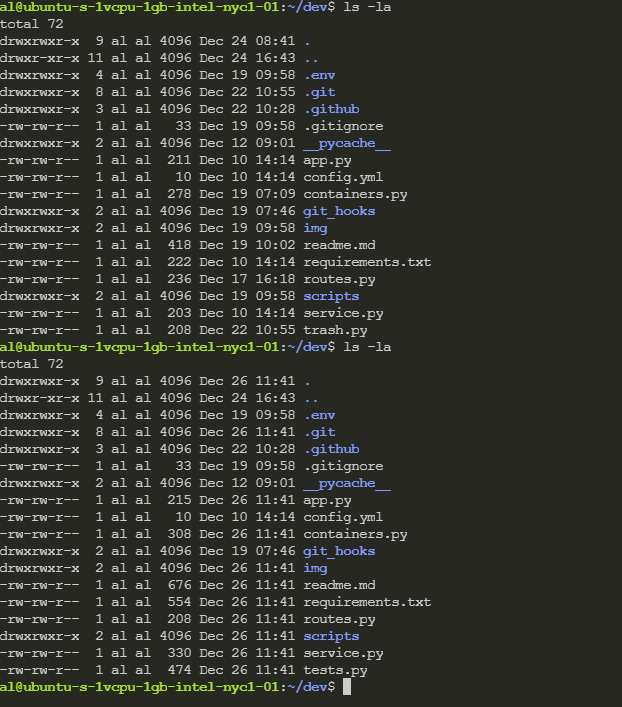 al@ubuntu-s-1vcpu-1gb-intel-nyc1-01:~/dev$ ls -la
total 72
drwxrwxr-x  9 al al 4096 Dec 24 08:41 .
drwxr-xr-x 11 al al 4096 Dec 24 16:43 ..
drwxrwxr-x  4 al al 4096 Dec 19 09:58 .env
drwxrwxr-x  8 al al 4096 Dec 22 10:55 .git
drwxrwxr-x  3 al al 4096 Dec 22 10:28 .github
-rw-rw-r--  1 al al   33 Dec 19 09:58 .gitignore
drwxrwxr-x  2 al al 4096 Dec 12 09:01 __pycache__
-rw-rw-r--  1 al al  211 Dec 10 14:14 app.py
-rw-rw-r--  1 al al   10 Dec 10 14:14 config.yml
-rw-rw-r--  1 al al  278 Dec 19 07:09 containers.py
drwxrwxr-x  2 al al 4096 Dec 19 07:46 git_hooks
drwxrwxr-x  2 al al 4096 Dec 19 09:58 img
-rw-rw-r--  1 al al  418 Dec 19 10:02 readme.md
-rw-rw-r--  1 al al  222 Dec 10 14:14 requirements.txt
-rw-rw-r--  1 al al  236 Dec 17 16:18 routes.py
drwxrwxr-x  2 al al 4096 Dec 19 09:58 scripts
-rw-rw-r--  1 al al  203 Dec 10 14:14 service.py
-rw-rw-r--  1 al al  208 Dec 22 10:55 trash.py
al@ubuntu-s-1vcpu-1gb-intel-nyc1-01:~/dev$ ls -la
total 72
drwxrwxr-x  9 al al 4096 Dec 26 11:41 .
drwxr-xr-x 11 al al 4096 Dec 24 16:43 ..
drwxrwxr-x  4 al al 4096 Dec 19 09:58 .env
drwxrwxr-x  8 al al 4096 Dec 26 11:41 .git
drwxrwxr-x  3 al al 4096 Dec 22 10:28 .github
-rw-rw-r--  1 al al   33 Dec 19 09:58 .gitignore
drwxrwxr-x  2 al al 4096 Dec 12 09:01 __pycache__
-rw-rw-r--  1 al al  215 Dec 26 11:41 app.py
-rw-rw-r--  1 al al   10 Dec 10 14:14 config.yml
-rw-rw-r--  1 al al  308 Dec 26 11:41 containers.py
drwxrwxr-x  2 al al 4096 Dec 19 07:46 git_hooks
drwxrwxr-x  2 al al 4096 Dec 26 11:41 img
-rw-rw-r--  1 al al  676 Dec 26 11:41 readme.md
-rw-rw-r--  1 al al  554 Dec 26 11:41 requirements.txt
-rw-rw-r--  1 al al  208 Dec 26 11:41 routes.py
drwxrwxr-x  2 al al 4096 Dec 26 11:41 scripts
-rw-rw-r--  1 al al  330 Dec 26 11:41 service.py
-rw-rw-r--  1 al al  474 Dec 26 11:41 tests.py
al@ubuntu-s-1vcpu-1gb-intel-nyc1-01:~/dev$